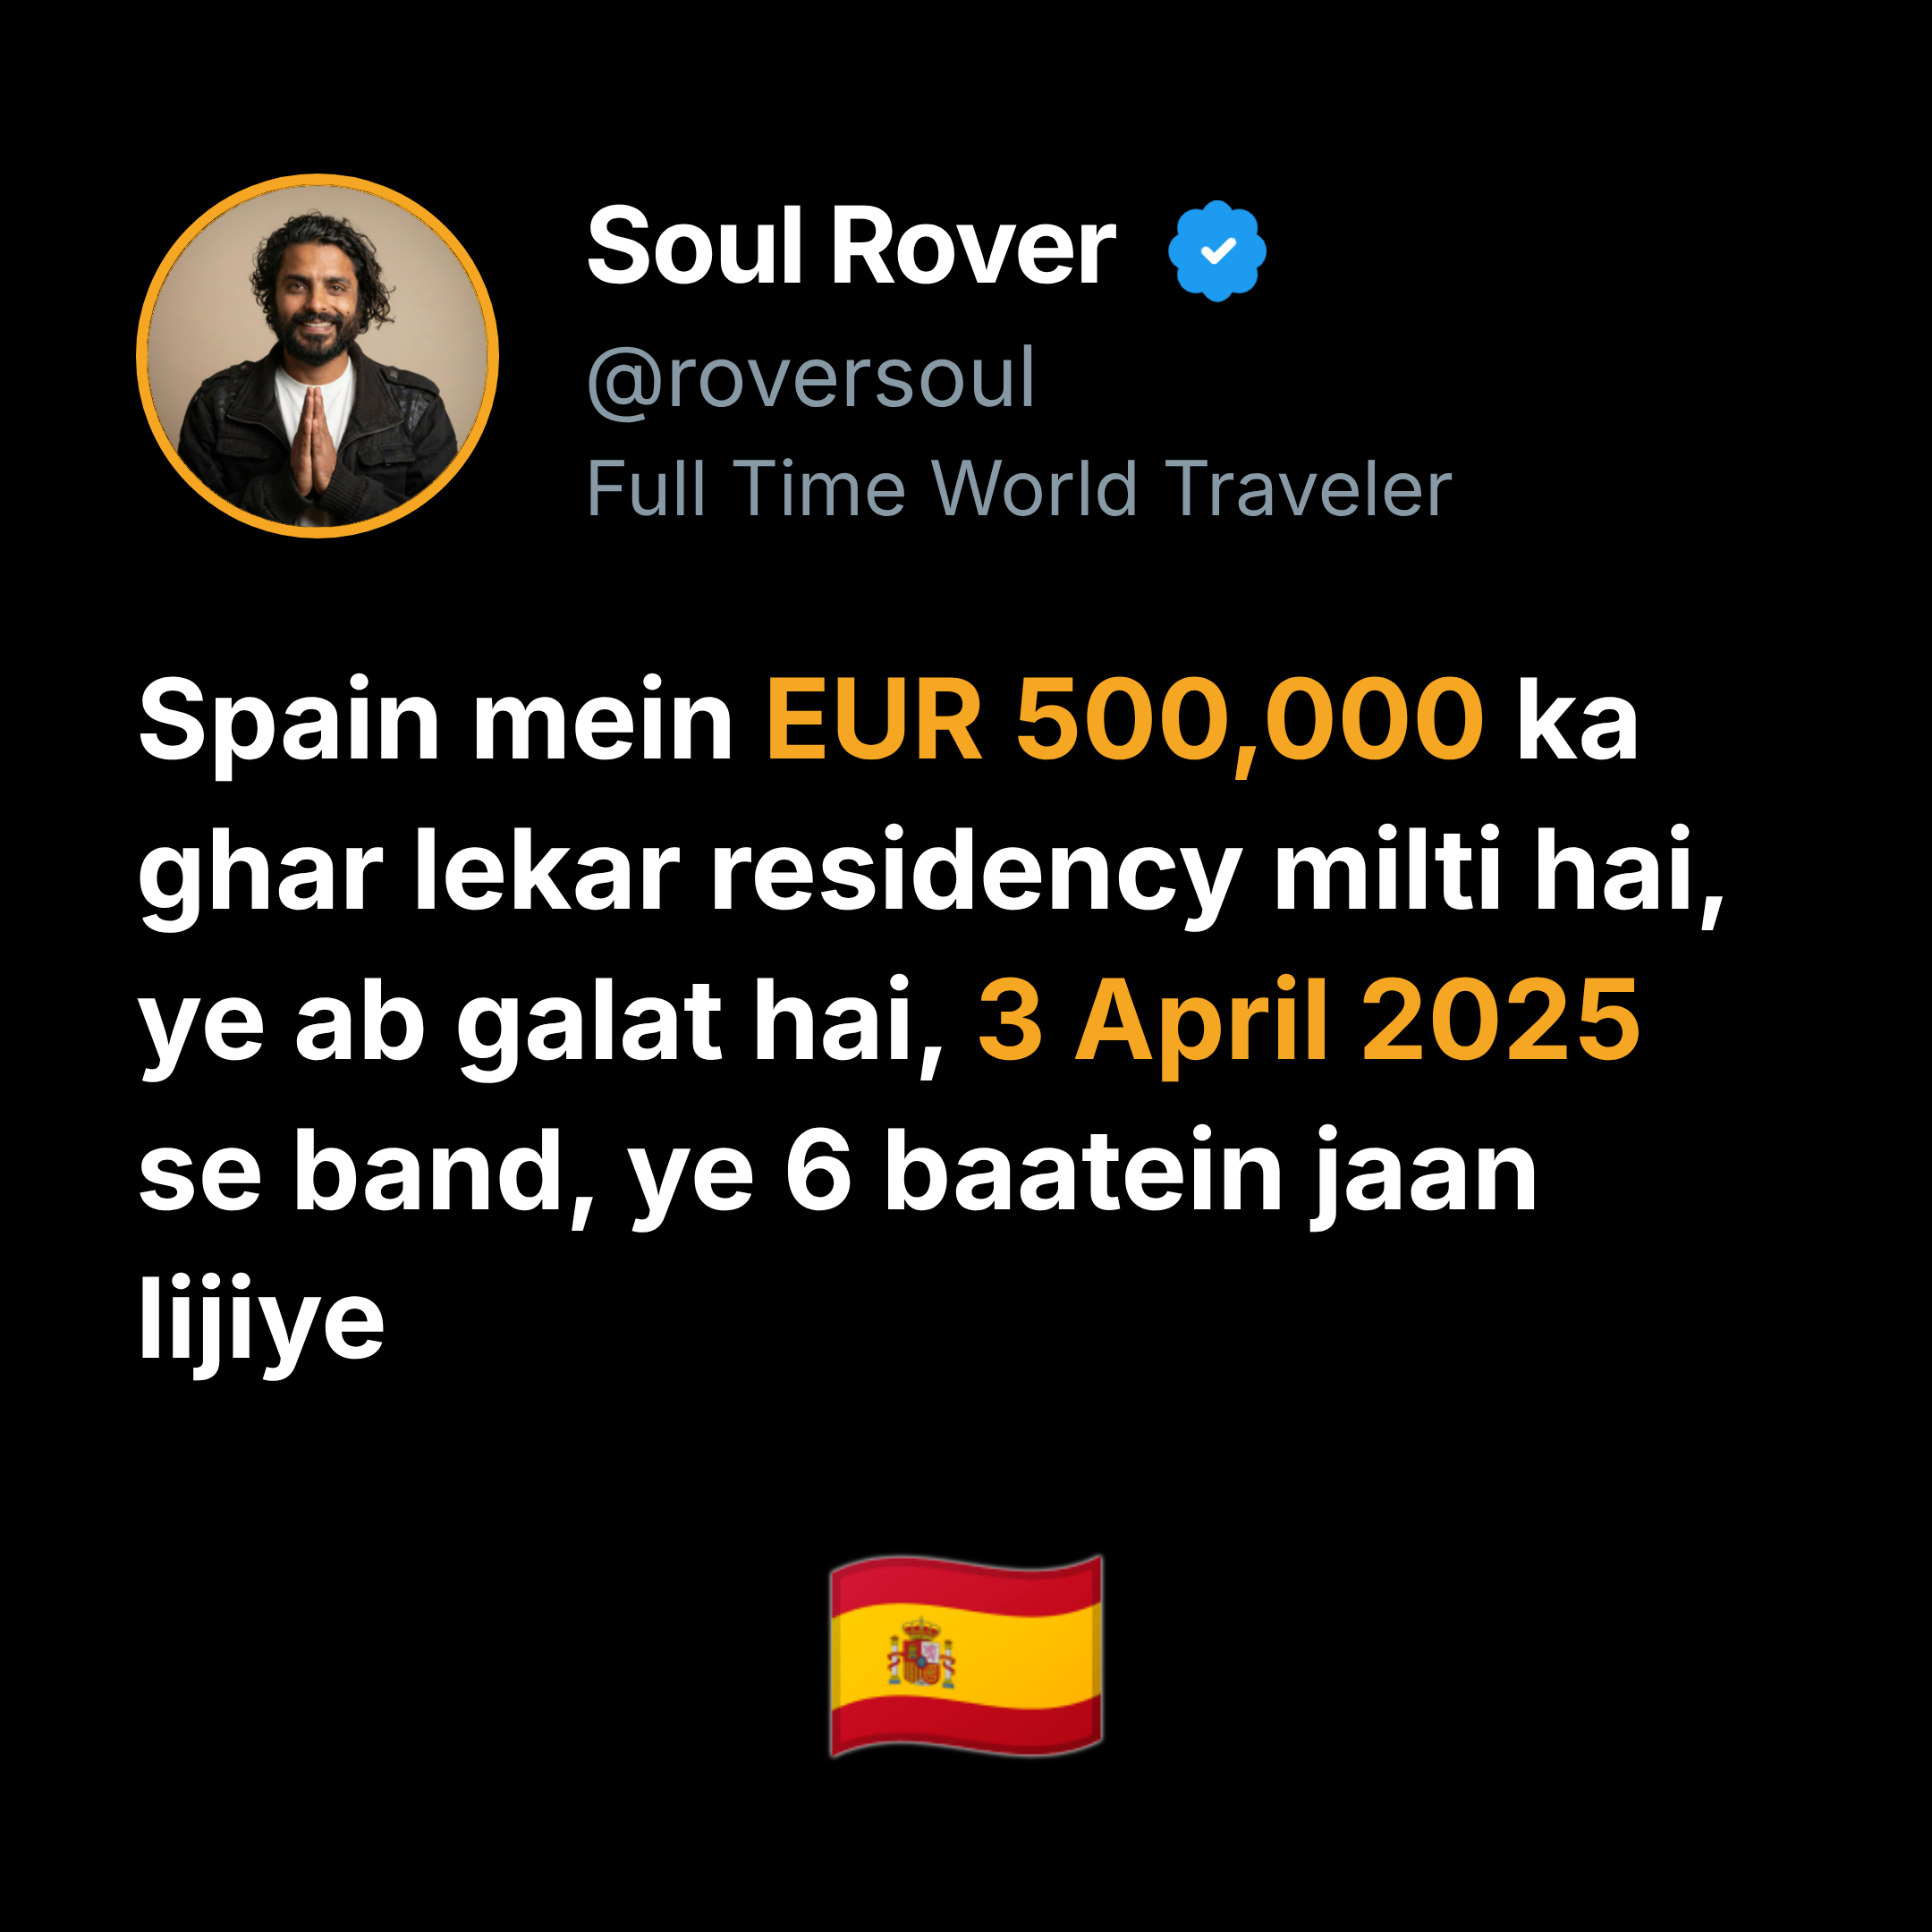 Soul Rover
@roversoul
Full Time World Traveler
Spain mein EUR 500,000 ka
ghar lekar residency milti hai,
ye ab galat hai, 3 April 2025
se band, ye 6 baatein jaan
lijiye